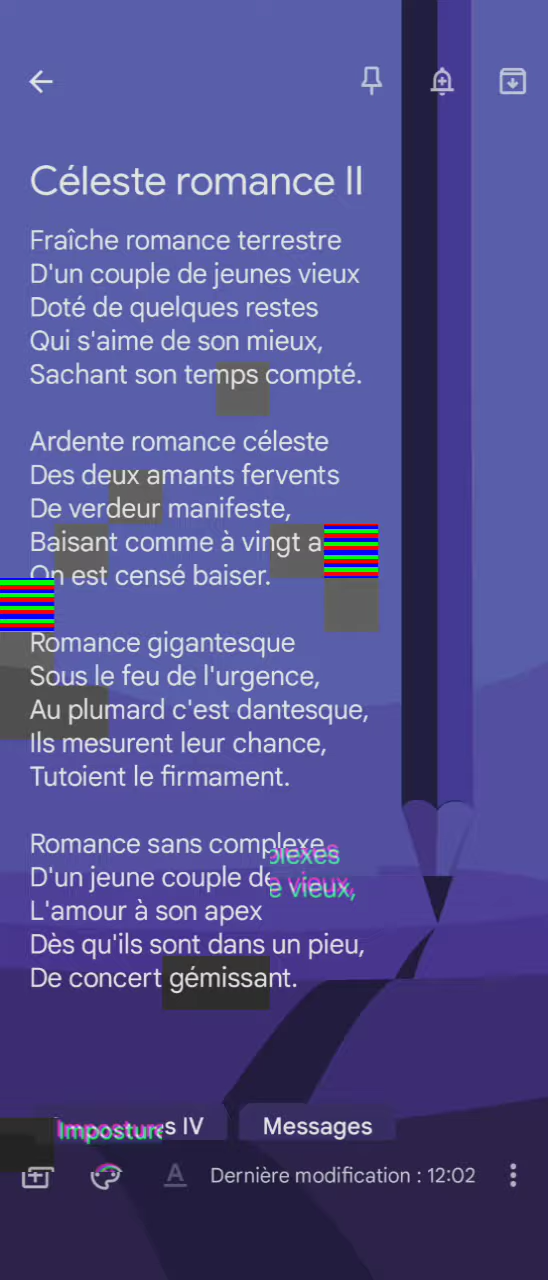 Céleste romance II
Fraîche romance terrestre
D'un couple de jeunes vieux
Doté de quelques restes
Qui s'aime de son mieux,
Sachant son temps compté.
Ardente romance céleste
Des deux amants fervents
De verdeur manifeste,
Baisant comme à vingt
On est censé baiser.
Romance gigantesque
Sous le feu de l'urgence,
Au plumard c'est dantesque,
Ils mesurent leur chance,
Tutoient le firmament.
Romance sans complexes
D'un jeune couple de vieux,
L'amour à son apex
Dès qu'ils sont dans un pieu,
De concert gémissant.
Impostures IV
Messages
Dernière modification : 12:02